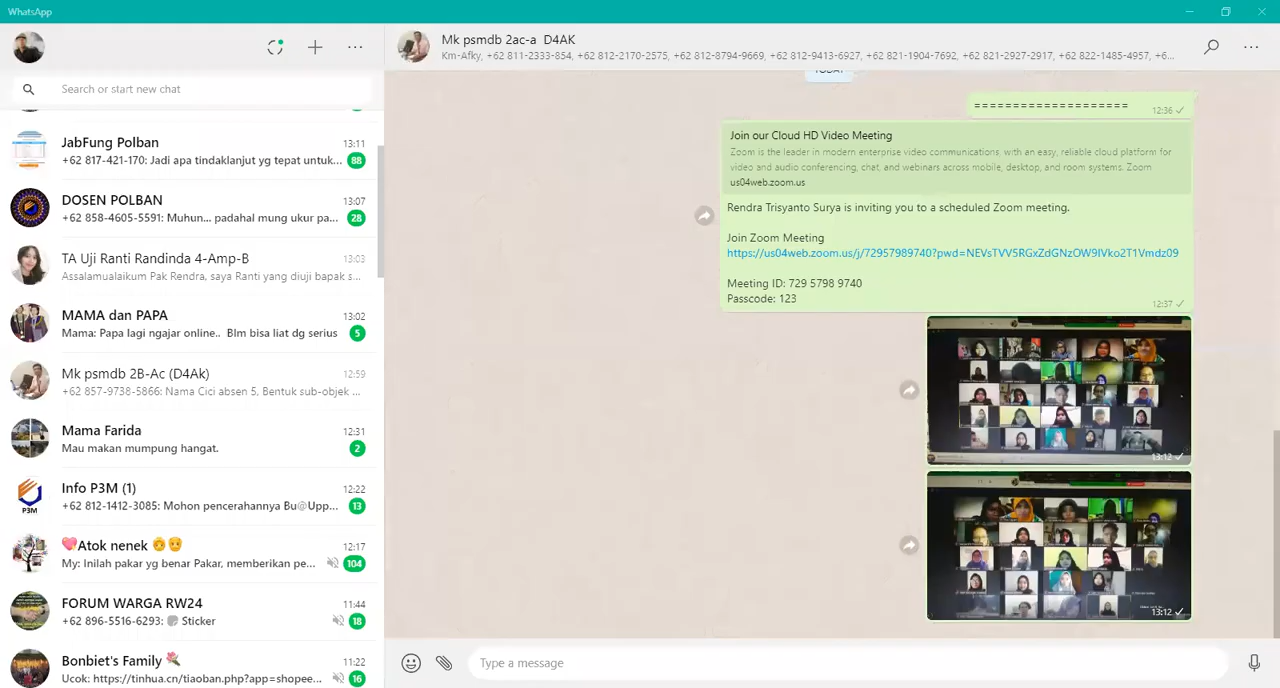 WhatsApp
Search or start new chat
JabFung Polban
13:11
+62 817-421-170: Jadi apa tindaklanjut yg tepat untuk...
88
DOSEN POLBAN
13:07
+62 858-4605-5591: Muhun... padahal mung ukur pa...
28
TA Uji Ranti Randinda 4-Amp-B
13:03
Assalamualaikum Pak Rendra, saya Ranti yang diuji bapak s...
MAMA dan PAPA
13:02
Mama: Papa lagi ngajar online.. Blm bisa liat dg serius
5
Mk psmdb 2B-Ac (D4Ak)
12:59
+62 857-9738-5866: Nama Cici absen 5, Bentuk sub-objek ...
Mama Farida
12:31
Mau makan mumpung hangat.
2
Info P3M (1)
12:22
+62 812-1412-3085: Mohon pencerahannya Bu@Upp...
13
P3M
💖Atok nenek 👵👴
12:17
My: Inilah pakar yg benar Pakar, memberikan pe...
104
FORUM WARGA RW24
11:44
+62 896-5516-6293: Sticker
18
Bonbiet's Family 💐
11:22
Ucok: https://tinhua.cn/tiaoban.php?app=shopee...
16
Mk psmdb 2ac-a D4AK
Km-Afky, +62 811-2333-854, +62 812-2170-2575, +62 812-8794-9669, +62 812-9413-6927, +62 821-1904-7692, +62 821-2927-2917, +62 822-1485-4957, +6...
TODAY
====================
12:36
Join our Cloud HD Video Meeting
Zoom is the leader in modern enterprise video communications, with an easy, reliable cloud platform for
video and audio conferencing, chat, and webinars across mobile, desktop, and room systems. Zoom
us04web.zoom.us
Rendra Trisyanto Surya is inviting you to a scheduled Zoom meeting.
Join Zoom Meeting
https://us04web.zoom.us/j/72957989740?pwd=NEVsTVV5RGxZdGNzOW9IVko2T1Vmdz09
Meeting ID: 729 5798 9740
Passcode: 123
12:37
13:12
13:12
Type a message